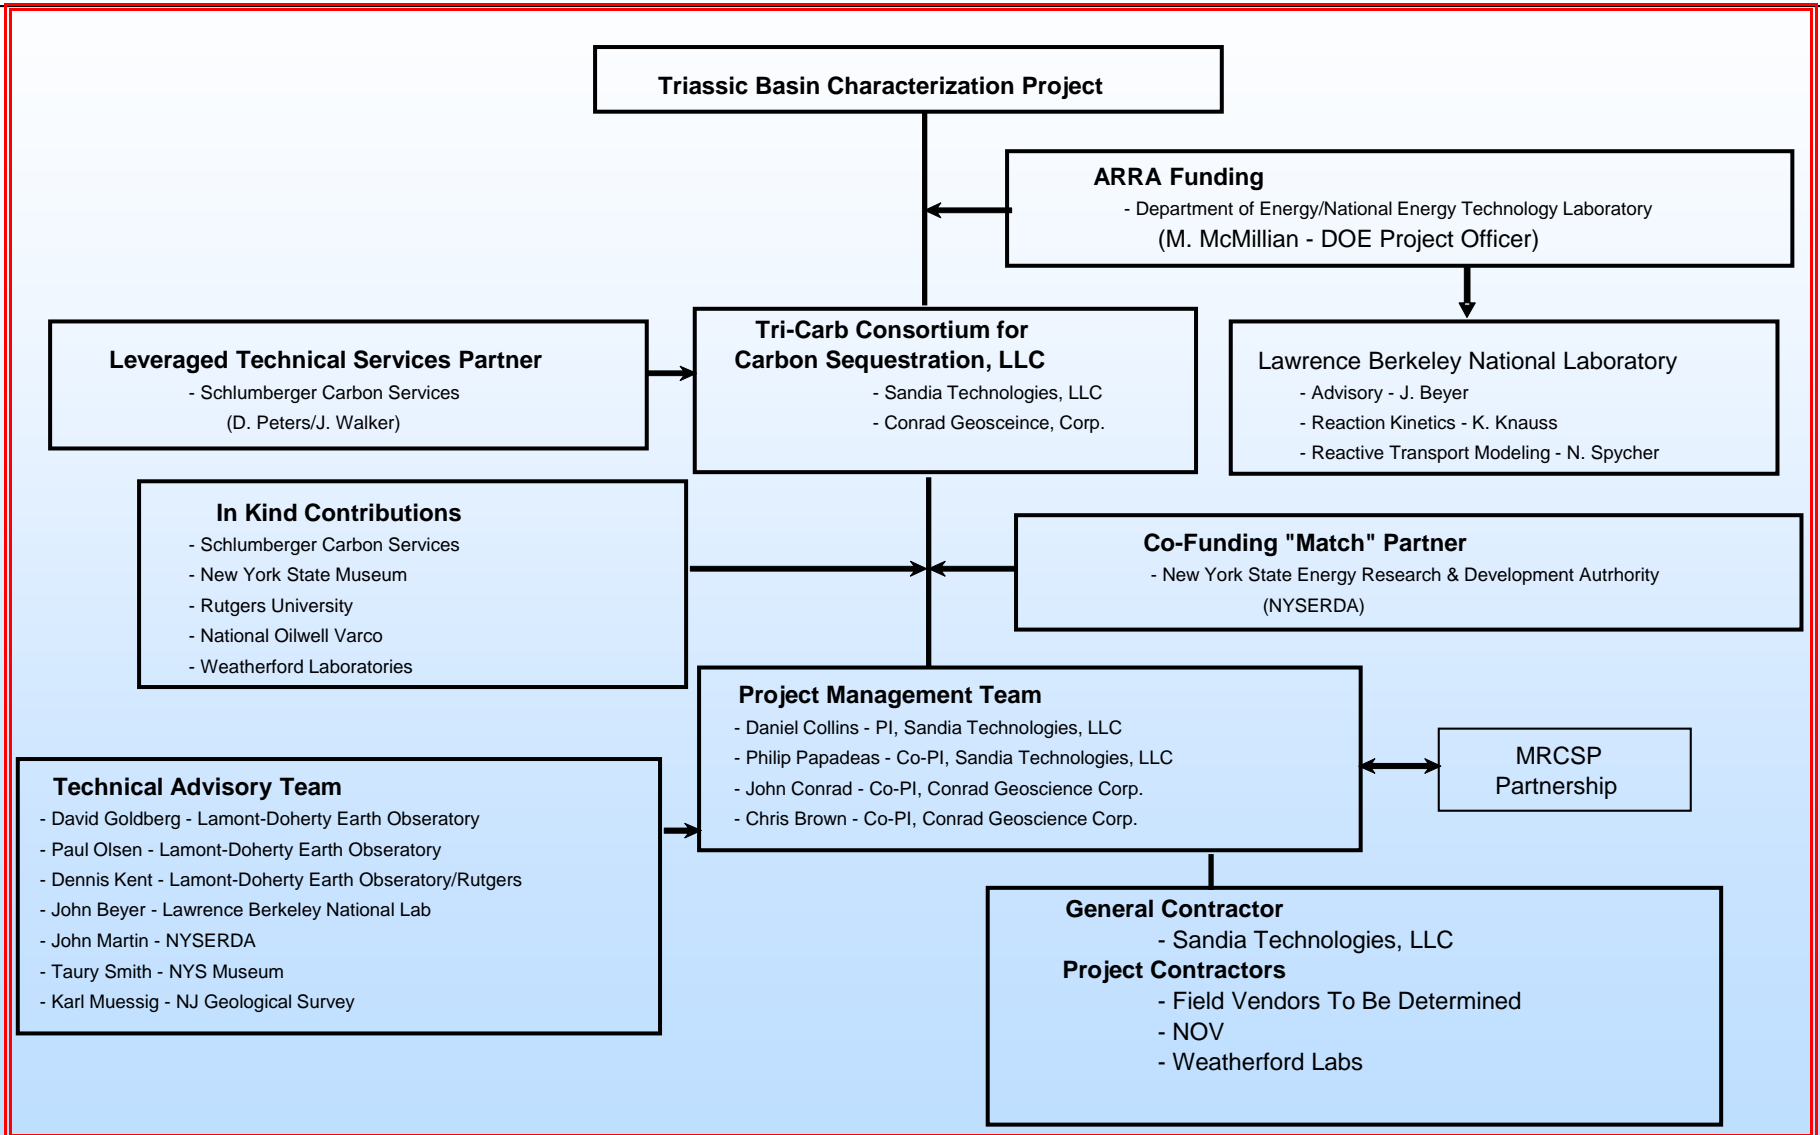 Triassic Basin Characterization Project
ARRA Funding
- Department of Energy/National Energy Technology Laboratory
(M. McMillian - DOE Project Officer)
Leveraged Technical Services Partner
- Schlumberger Carbon Services
(D. Peters/J. Walker)
Tri-Carb Consortium for
Carbon Sequestration, LLC
- Sandia Technologies, LLC
- Conrad Geosceince, Corp.
Lawrence Berkeley National Laboratory
- Advisory - J. Beyer
- Reaction Kinetics - K. Knauss
- Reactive Transport Modeling - N. Spycher
In Kind Contributions
- Schlumberger Carbon Services
- New York State Museum
- Rutgers University
- National Oilwell Varco
- Weatherford Laboratories
Co-Funding "Match" Partner
- New York State Energy Research & Development Autrhority
(NYSERDA)
Project Management Team
- Daniel Collins - PI, Sandia Technologies, LLC
- Philip Papadeas - Co-PI, Sandia Technologies, LLC
- John Conrad - Co-PI, Conrad Geoscience Corp.
- Chris Brown - Co-PI, Conrad Geoscience Corp.
MRCSP
Partnership
Technical Advisory Team
- David Goldberg - Lamont-Doherty Earth Obseratory
- Paul Olsen - Lamont-Doherty Earth Obseratory
- Dennis Kent - Lamont-Doherty Earth Obseratory/Rutgers
- John Beyer - Lawrence Berkeley National Lab
- John Martin - NYSERDA
- Taury Smith - NYS Museum
- Karl Muessig - NJ Geological Survey
General Contractor
- Sandia Technologies, LLC
Project Contractors
- Field Vendors To Be Determined
- NOV
- Weatherford Labs